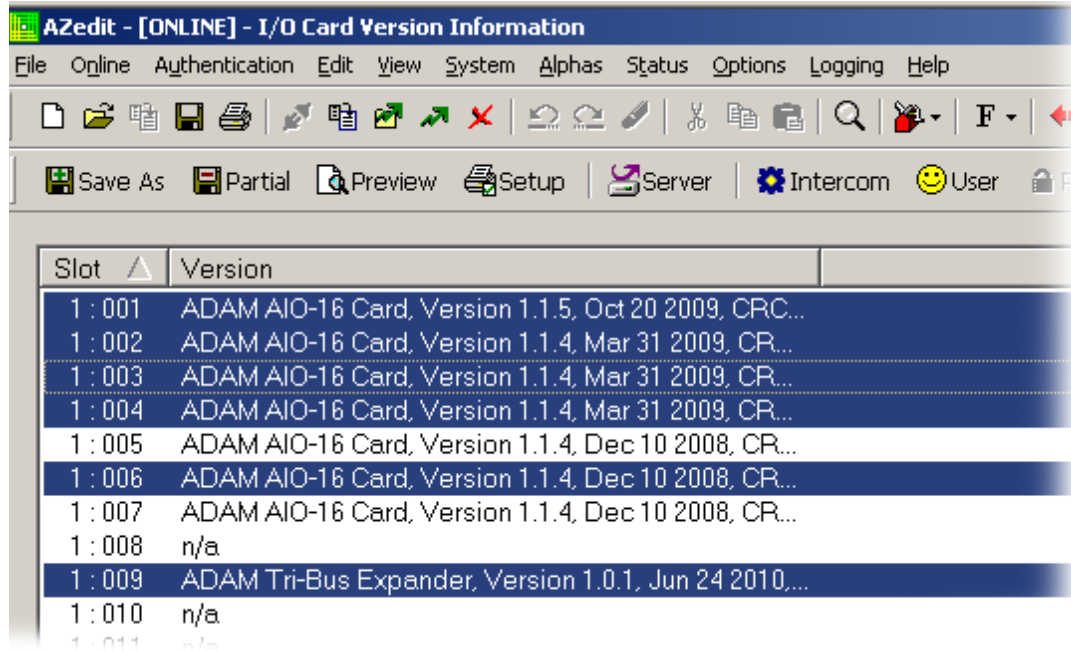 AZedit - [ONLINE] - I/O Card Version Information
File Online Authentication Edit View System Alphas Status Options Logging Help
F
Save As Partial Preview Setup Server Intercom User
Slot Version
1 : 001 ADAM AIO-16 Card, Version 1.1.5, Oct 20 2009, CRC...
1 : 002 ADAM AIO-16 Card, Version 1.1.4, Mar 31 2009, CR...
1 : 003 ADAM AIO-16 Card, Version 1.1.4, Mar 31 2009, CR...
1 : 004 ADAM AIO-16 Card, Version 1.1.4, Mar 31 2009, CR...
1 : 005 ADAM AIO-16 Card, Version 1.1.4, Dec 10 2008, CR...
1 : 006 ADAM AIO-16 Card, Version 1.1.4, Dec 10 2008, CR...
1 : 007 ADAM AIO-16 Card, Version 1.1.4, Dec 10 2008, CR...
1 : 008 n/a
1 : 009 ADAM Tri-Bus Expander, Version 1.0.1, Jun 24 2010,...
1 : 010 n/a
1 : 011 n/a